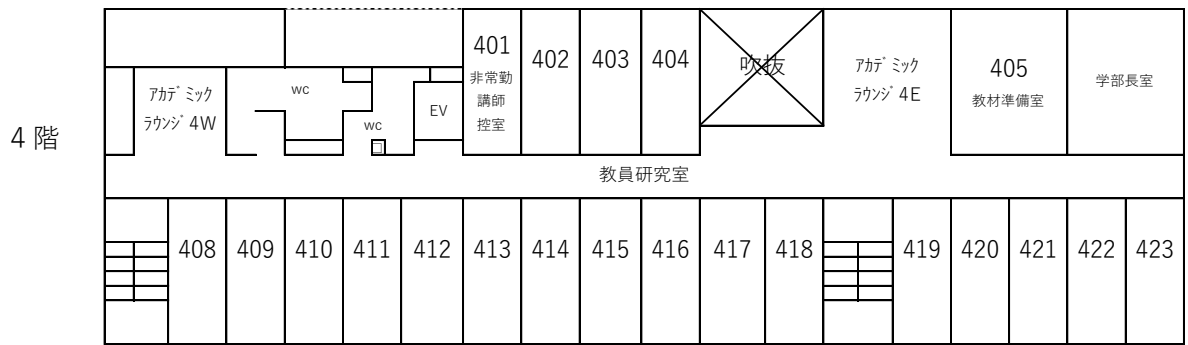 4 階
401
非常勤
講師
控室
402
403
404
吹抜
ｱｶﾃﾞﾐｯｸ
ﾗｳﾝｼﾞ 4E
405
教材準備室
学部長室
ｱｶﾃﾞﾐｯｸ
ﾗｳﾝｼﾞ 4W
wc
wc
EV
教員研究室
408
409
410
411
412
413
414
415
416
417
418
419
420
421
422
423